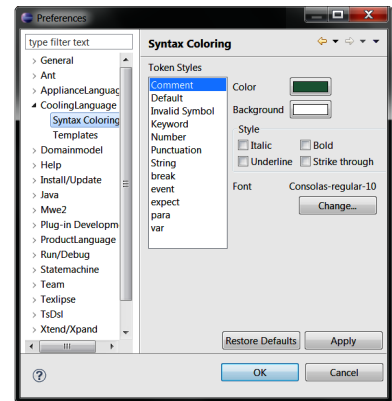 Preferences
type filter text
General
Ant
ApplianceLanguag
CoolingLanguage
Syntax Coloring
Templates
Domainmodel
Help
Install/Update
Java
Mwe2
Plug-in Developm
ProductLanguage
Run/Debug
Statemachine
Team
Texlipse
TsDsl
Xtend/Xpand
Syntax Coloring
Token Styles
Comment
Default
Invalid Symbol
Keyword
Number
Punctuation
String
break
event
expect
para
var
Color
Background
Style
Italic Bold
Underline Strike through
Font Consolas-regular-10
Change...
Restore Defaults Apply
? OK Cancel